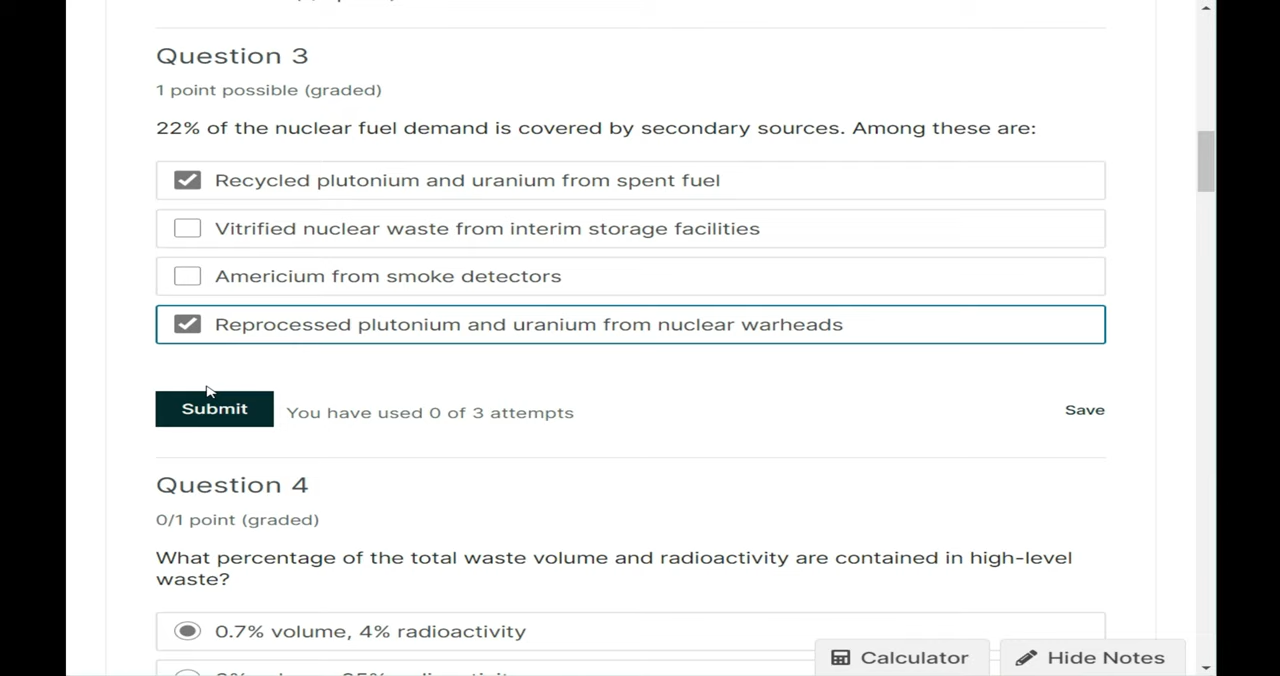 Question 3
1 point possible (graded)
22% of the nuclear fuel demand is covered by secondary sources. Among these are:
Recycled plutonium and uranium from spent fuel
Vitrified nuclear waste from interim storage facilities
Americium from smoke detectors
Reprocessed plutonium and uranium from nuclear warheads
Submit
You have used 0 of 3 attempts
Save
Question 4
0/1 point (graded)
What percentage of the total waste volume and radioactivity are contained in high-level
waste?
0.7% volume, 4% radioactivity
Calculator
Hide Notes